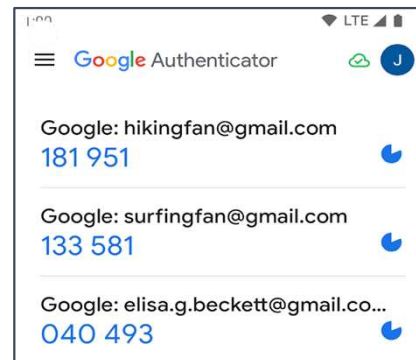 LTE
Google Authenticator J
Google: hikingfan@gmail.com
181 951
Google: surfingfan@gmail.com
133 581
Google: elisa.g.beckett@gmail.co...
040 493